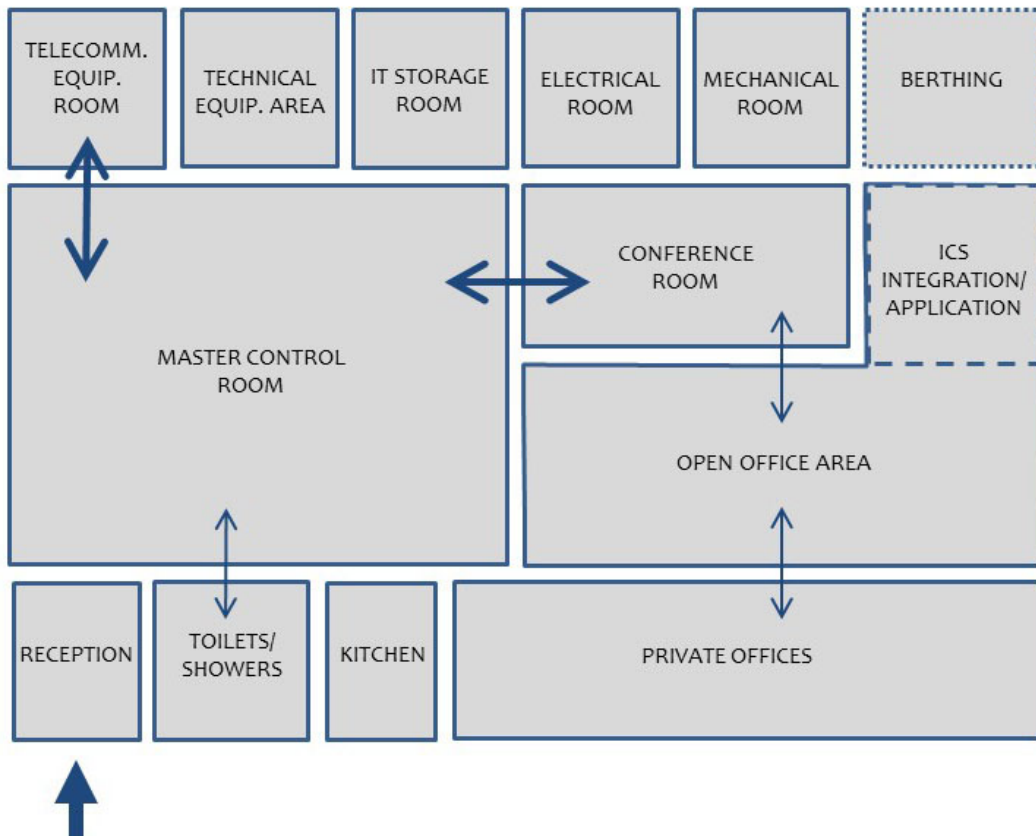 TELECOMM.
EQUIP.
ROOM
TECHNICAL
EQUIP. AREA
IT STORAGE
ROOM
ELECTRICAL
ROOM
MECHANICAL
ROOM
BERTHING
MASTER CONTROL
ROOM
CONFERENCE
ROOM
ICS
INTEGRATION/
APPLICATION
OPEN OFFICE AREA
RECEPTION
TOILETS/
SHOWERS
KITCHEN
PRIVATE OFFICES